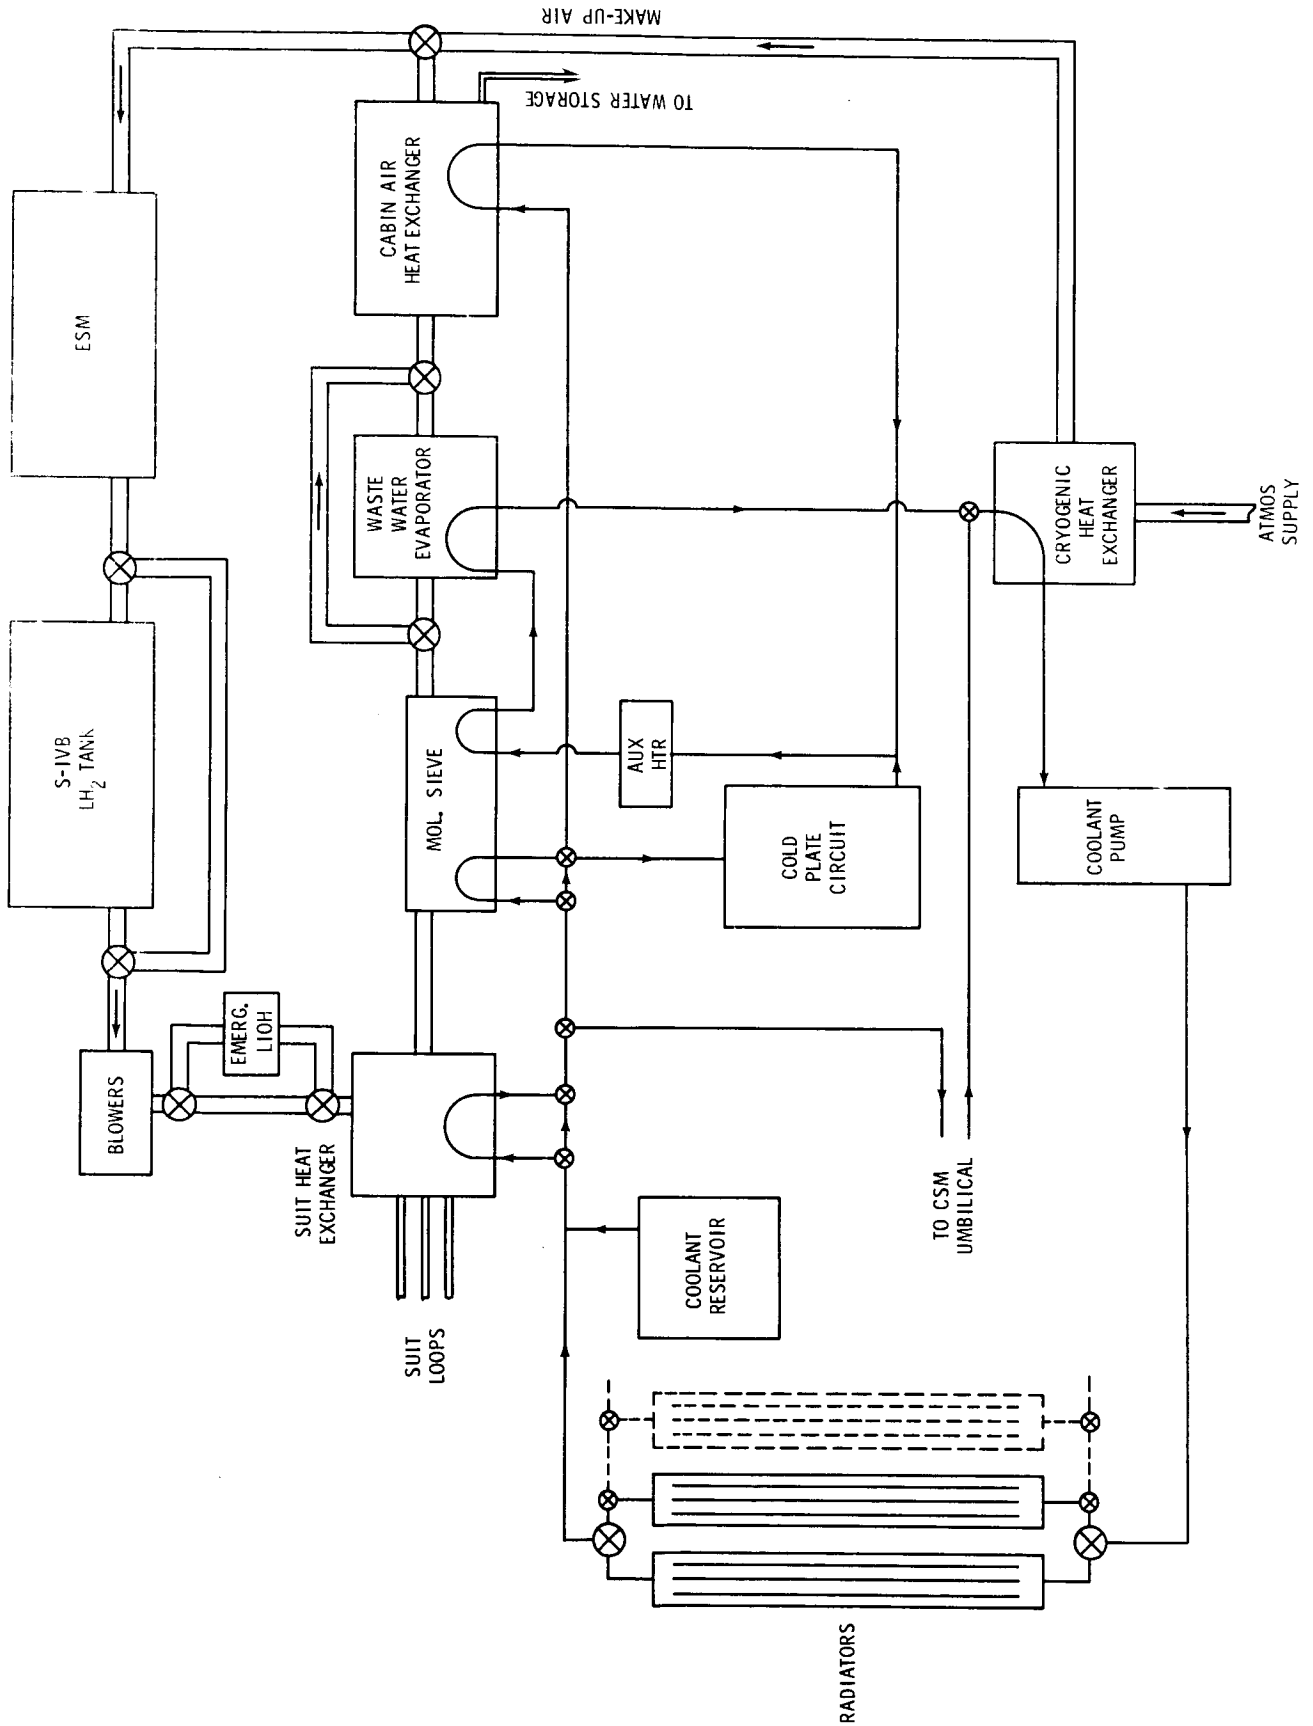 MAKE-UP AIR
TO WATER STORAGE
ESM
CABIN AIR
HEAT EXCHANGER
S-IVB
LH2 TANK
WASTE
WATER
EVAPORATOR
MOL. SIEVE
BLOWERS
EMERG.
LIOH
SUIT HEAT
EXCHANGER
SUIT
LOOPS
AUX
HTR
COLD
PLATE
CIRCUIT
CRYOGENIC
HEAT
EXCHANGER
ATMOS
SUPPLY
COOLANT
PUMP
TO CSM
UMBILICAL
COOLANT
RESERVOIR
RADIATORS